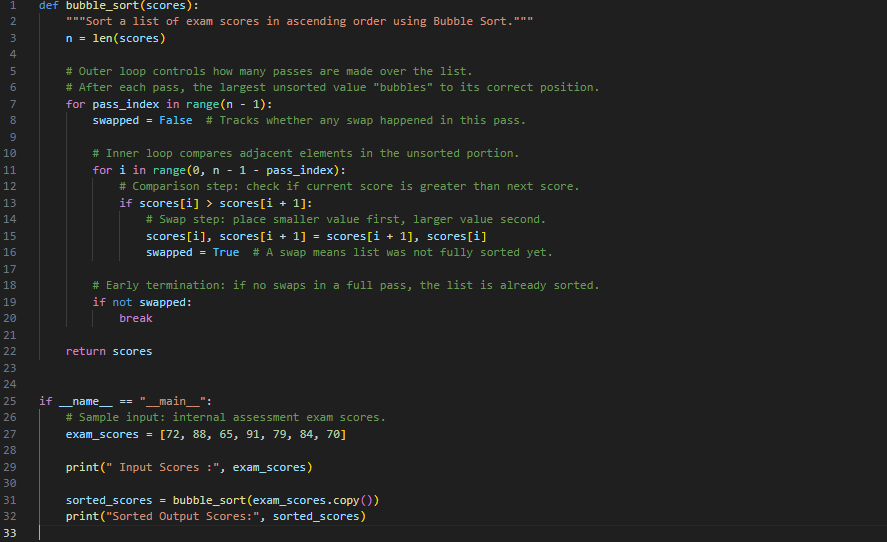 1 def bubble_sort(scores):
2     """Sort a list of exam scores in ascending order using Bubble Sort."""
3     n = len(scores)
4
5     # Outer loop controls how many passes are made over the list.
6     # After each pass, the largest unsorted value "bubbles" to its correct position.
7     for pass_index in range(n - 1):
8         swapped = False  # Tracks whether any swap happened in this pass.
9
10         # Inner loop compares adjacent elements in the unsorted portion.
11         for i in range(0, n - 1 - pass_index):
12             # Comparison step: check if current score is greater than next score.
13             if scores[i] > scores[i + 1]:
14                 # Swap step: place smaller value first, larger value second.
15                 scores[i], scores[i + 1] = scores[i + 1], scores[i]
16                 swapped = True  # A swap means list was not fully sorted yet.
17
18         # Early termination: if no swaps in a full pass, the list is already sorted.
19         if not swapped:
20             break
21
22     return scores
23
24
25 if __name__ == "__main__":
26     # Sample input: internal assessment exam scores.
27     exam_scores = [72, 88, 65, 91, 79, 84, 70]
28
29     print(" Input Scores :", exam_scores)
30
31     sorted_scores = bubble_sort(exam_scores.copy())
32     print("Sorted Output Scores:", sorted_scores)
33